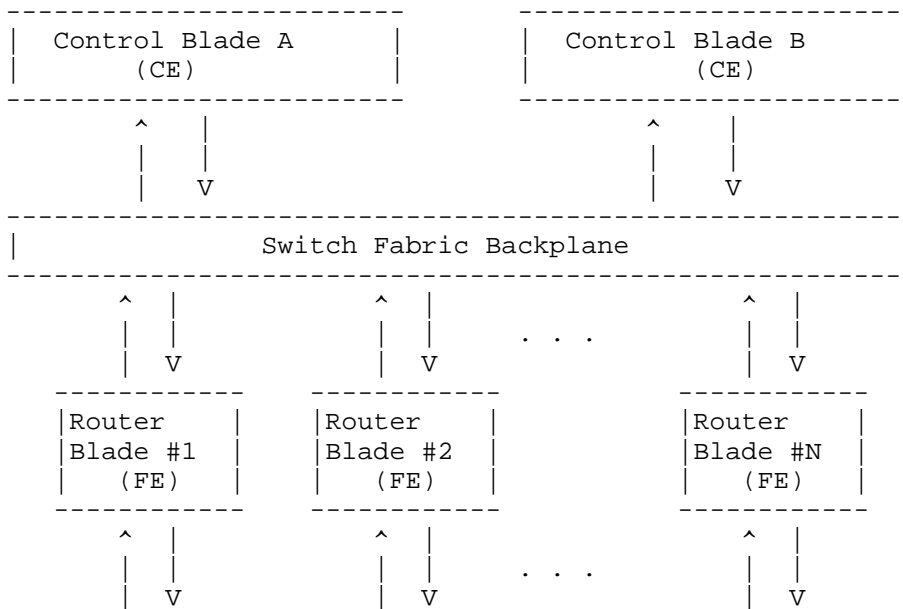 Control Blade A Control Blade B
(CE) (CE)
^ | ^ |
| | | |
| V | V
Switch Fabric Backplane
^ | ^ | ^ |
| | | | . . . | |
| V | V | V
Router Router Router
Blade #1 Blade #2 Blade #N
(FE) (FE) (FE)
^ | ^ | ^ |
| | | | . . . | |
| V | V | V